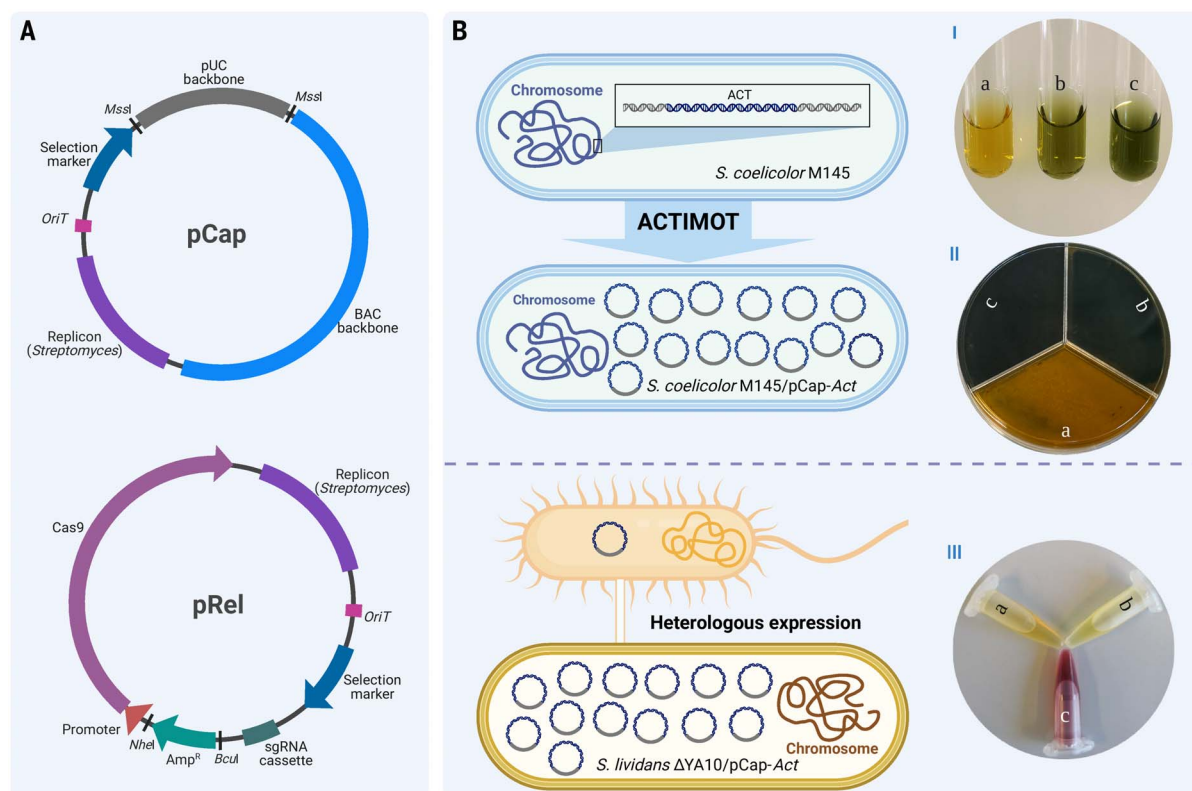 A
pUC
backbone
MssI
MssI
Selection
marker
OriT
pCap
BAC
backbone
Replicon
(Streptomyces)
Replicon
(Streptomyces)
Cas9
pRel
OriT
Selection
marker
Promoter
NheI
AmpR
BcuI
sgRNA
cassette
B
Chromosome
ACT
S. coelicolor M145
ACTIMOT
Chromosome
S. coelicolor M145/pCap-Act
Heterologous expression
Chromosome
S. lividans ΔYA10/pCap-Act
I
a
b
c
II
c
b
a
III
a
b
c